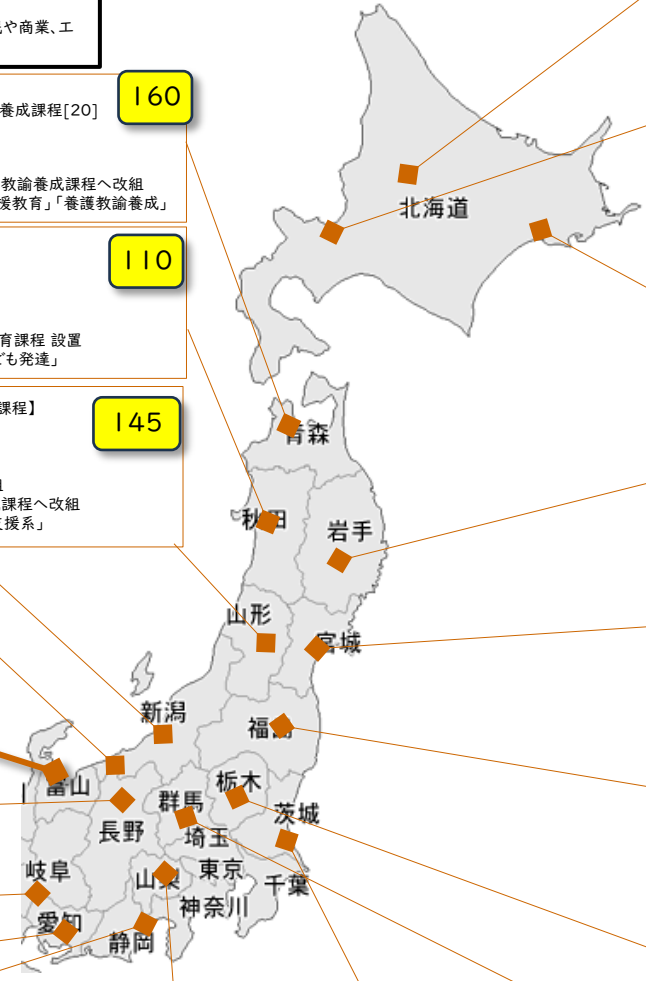 や商業、工
160
養成課程[20]
教諭養成課程へ改組
援教育」「養護教諭養成」
110
育課程 設置
ども発達」
課程】
145
課程へ改組
支援系」
北海道
青森
秋田
岩手
山形
宮城
新潟
福島
富山
栃木
群馬
茨城
長野
埼玉
岐阜
山梨
東京
千葉
神奈川
愛知
静岡